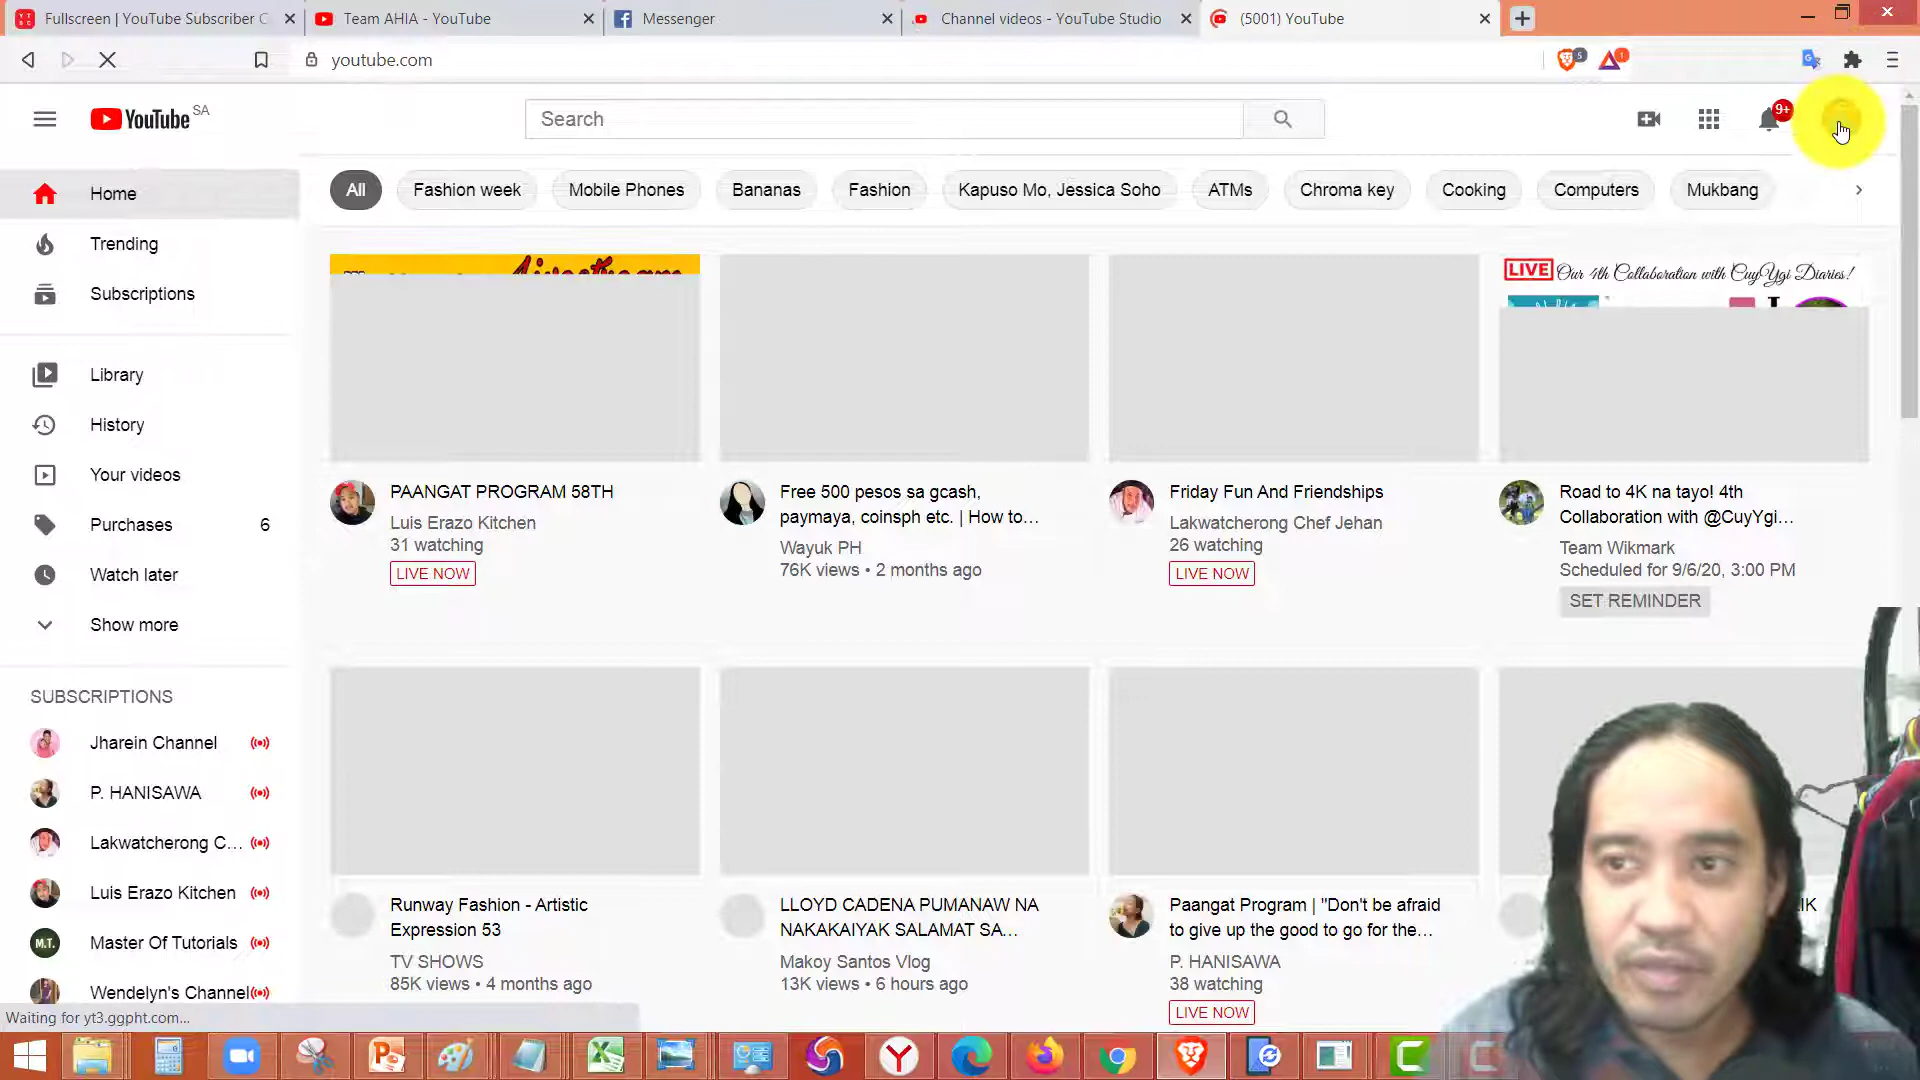 Fullscreen | YouTube Subscriber C
Team AHIA - YouTube
Messenger
Channel videos - YouTube Studio
(5001) YouTube
youtube.com
5
1
YouTube SA
Search
9+
Home
Trending
Subscriptions
Library
History
Your videos
Purchases 6
Watch later
Show more
SUBSCRIPTIONS
Jharein Channel
P. HANISAWA
Lakwatcherong C...
Luis Erazo Kitchen
M.T. Master Of Tutorials
Wendelyn's Channel
All
Fashion week
Mobile Phones
Bananas
Fashion
Kapuso Mo, Jessica Soho
ATMs
Chroma key
Cooking
Computers
Mukbang
LIVE Our 4th Collaboration with CuyYgi Diaries!
PAANGAT PROGRAM 58TH
Luis Erazo Kitchen
31 watching
LIVE NOW
Free 500 pesos sa gcash,
paymaya, coinsph etc. | How to...
Wayuk PH
76K views • 2 months ago
Friday Fun And Friendships
Lakwatcherong Chef Jehan
26 watching
LIVE NOW
Road to 4K na tayo! 4th
Collaboration with @CuyYgi...
Team Wikmark
Scheduled for 9/6/20, 3:00 PM
SET REMINDER
Runway Fashion - Artistic
Expression 53
TV SHOWS
85K views • 4 months ago
LLOYD CADENA PUMANAW NA
NAKAKAIYAK SALAMAT SA...
Makoy Santos Vlog
13K views • 6 hours ago
Paangat Program | "Don't be afraid
to give up the good to go for the...
P. HANISAWA
38 watching
LIVE NOW
Waiting for yt3.ggpht.com...